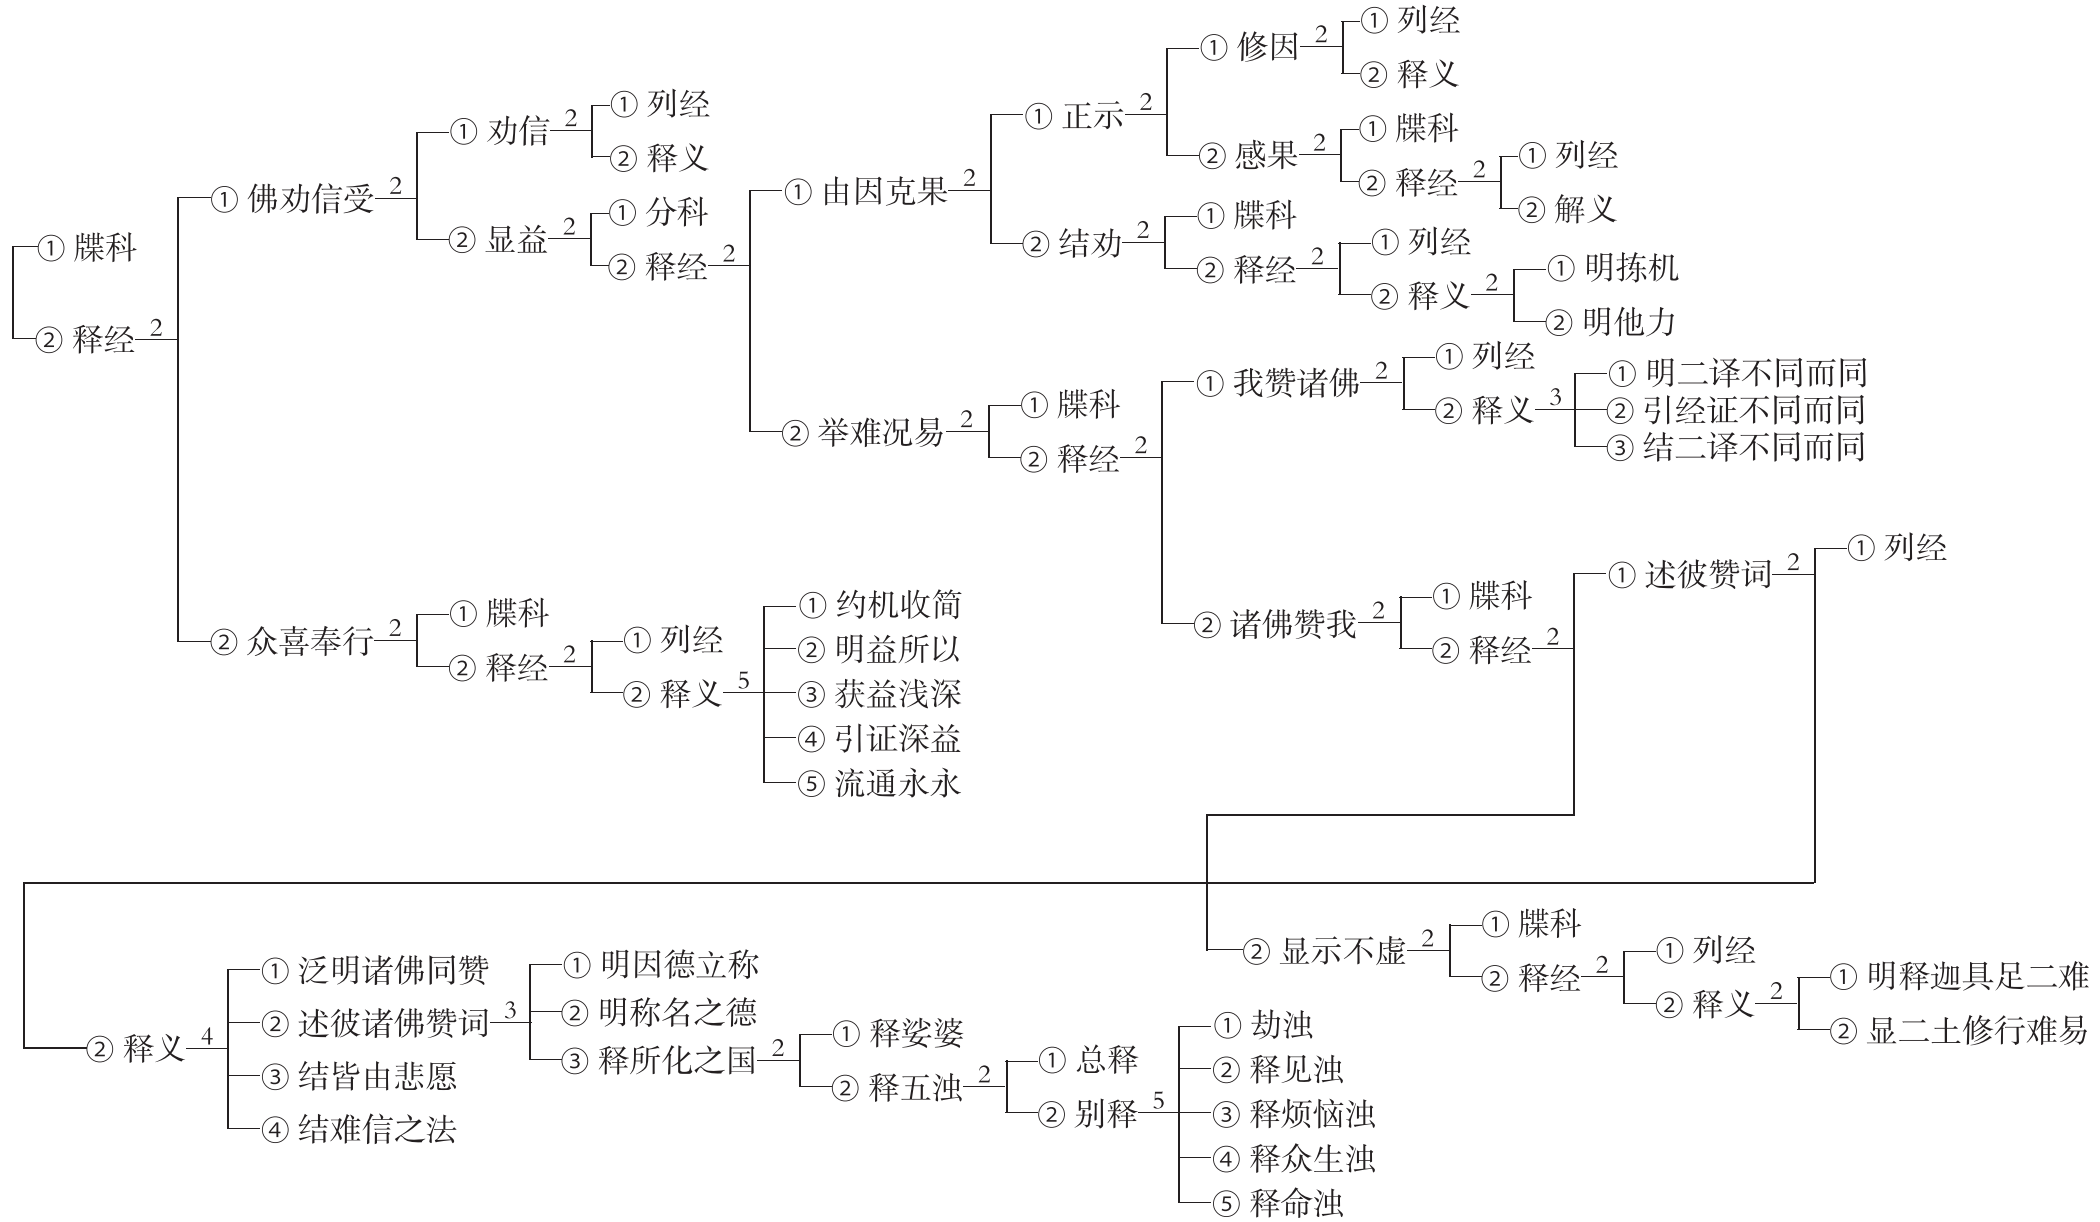 ① 牒科
② 释经 2
① 佛劝信受 2
① 劝信 2
① 列经
② 释义
② 显益 2
① 分科
② 释经 2
① 由因克果 2
① 正示 2
① 修因 2
① 列经
② 释义
② 感果 2
① 牒科
② 释经 2
① 列经
② 解义
② 结劝 2
① 牒科
② 释经 2
① 列经
② 释义 2
① 明拣机
② 明他力
② 举难况易 2
① 牒科
② 释经 2
① 我赞诸佛 2
① 列经
② 释义 3
① 明二译不同而同
② 引经证不同而同
③ 结二译不同而同
② 诸佛赞我 2
① 牒科
② 释经 2
① 述彼赞词 2
① 列经
② 释义 4
① 泛明诸佛同赞
② 述彼诸佛赞词 3
① 明因德立称
② 明称名之德
③ 释所化之国 2
① 释娑婆
② 释五浊 2
① 总释
② 别释 5
① 劫浊
② 释见浊
③ 释烦恼浊
④ 释众生浊
⑤ 释命浊
③ 结皆由悲愿
④ 结难信之法
② 显示不虚 2
① 牒科
② 释经 2
① 列经
② 释义 2
① 明释迦具足二难
② 显二土修行难易
② 众喜奉行 2
① 牒科
② 释经 2
① 列经
② 释义 5
① 约机收简
② 明益所以
③ 获益浅深
④ 引证深益
⑤ 流通永永